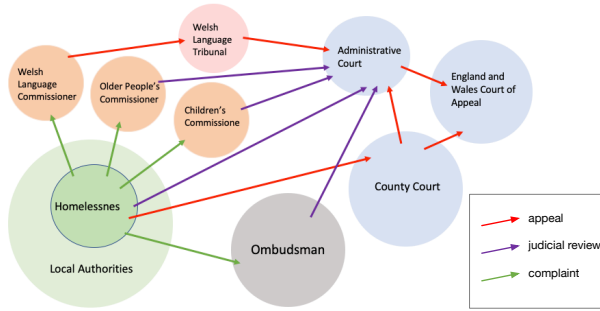 Welsh
Language
Tribunal
Administrative
Court
Welsh
Language
Commissioner
Older People's
Commissioner
Children's
Commissione
England and
Wales Court of
Appeal
County Court
Homelessnes
Local Authorities
Ombudsman
appeal
judicial review
complaint